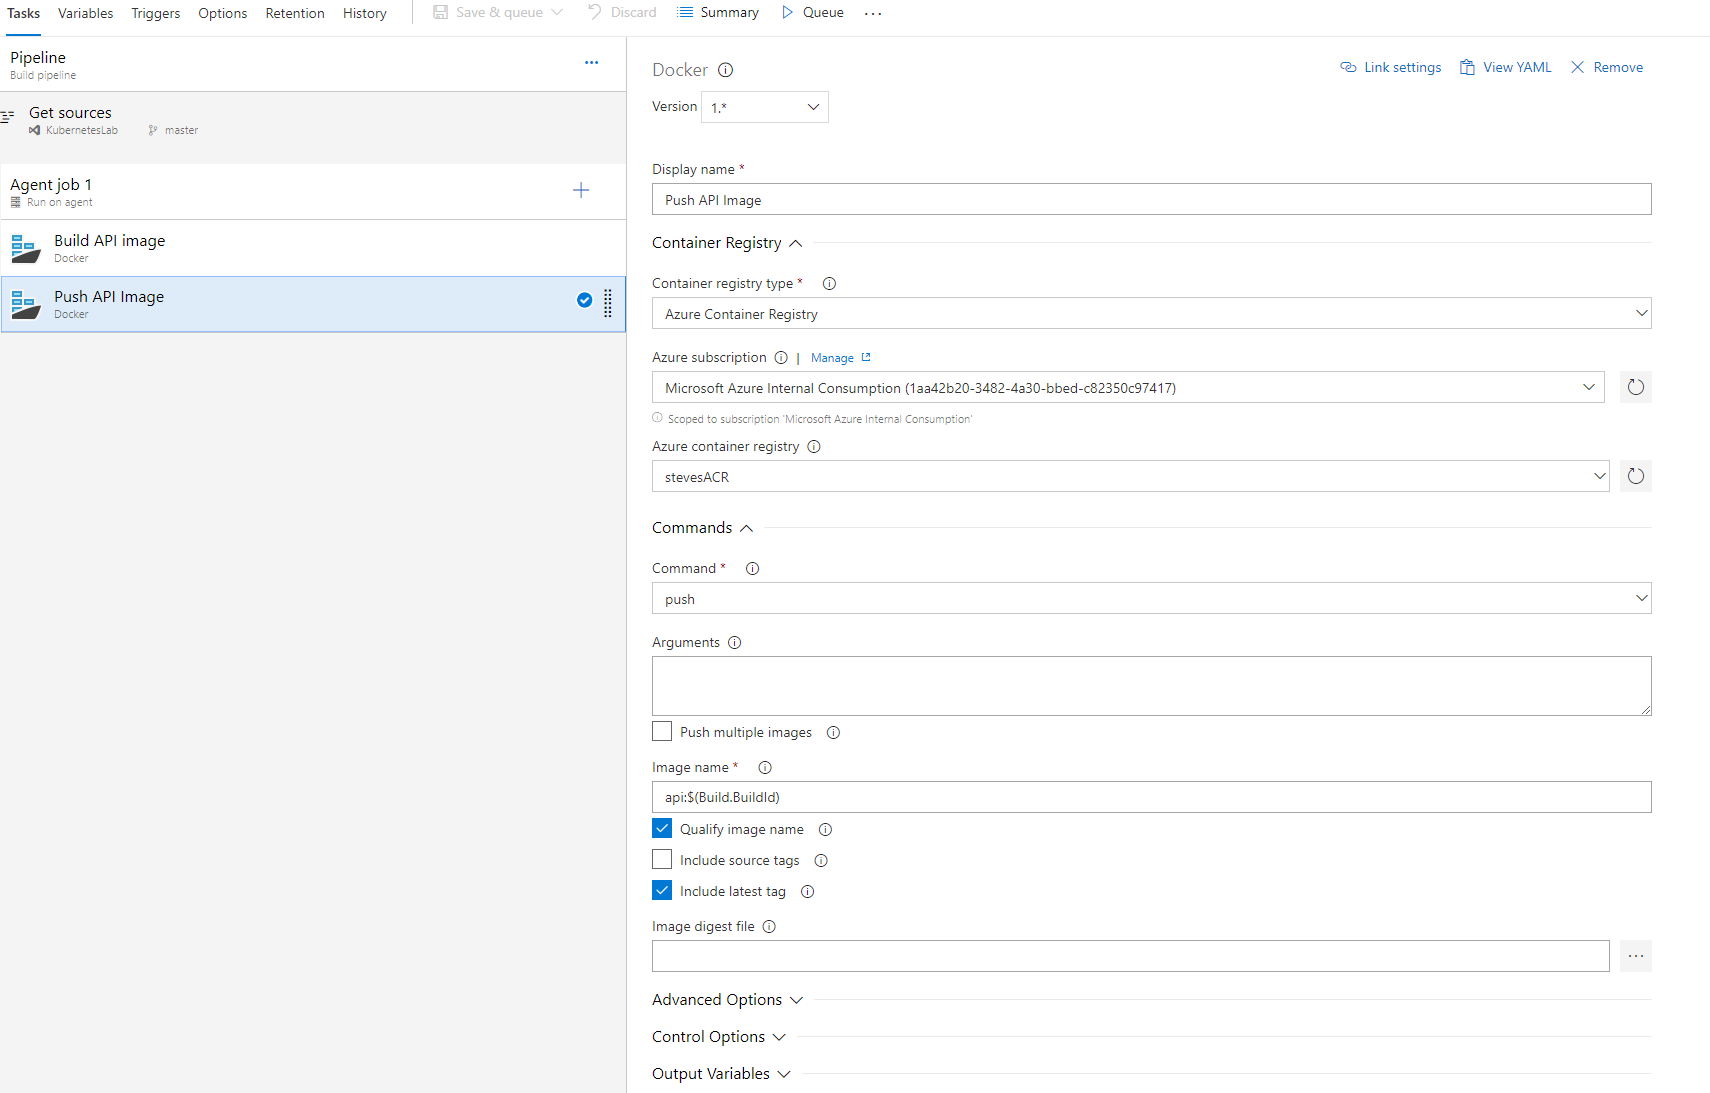 Tasks Variables Triggers Options Retention History Save & queue Discard Summary Queue ...
Pipeline
Build pipeline
...
Get sources
KubernetesLab master
Agent job 1
Run on agent
Build API image
Docker
Push API Image
Docker
Docker
Link settings View YAML Remove
Version 1.*
Display name *
Push API Image
Container Registry
Container registry type *
Azure Container Registry
Azure subscription | Manage
Microsoft Azure Internal Consumption (1aa42b20-3482-4a30-bbed-c82350c97417)
Scoped to subscription 'Microsoft Azure Internal Consumption'
Azure container registry
stevesACR
Commands
Command *
push
Arguments
Push multiple images
Image name *
api:$(Build.BuildId)
Qualify image name
Include source tags
Include latest tag
Image digest file
...
Advanced Options
Control Options
Output Variables